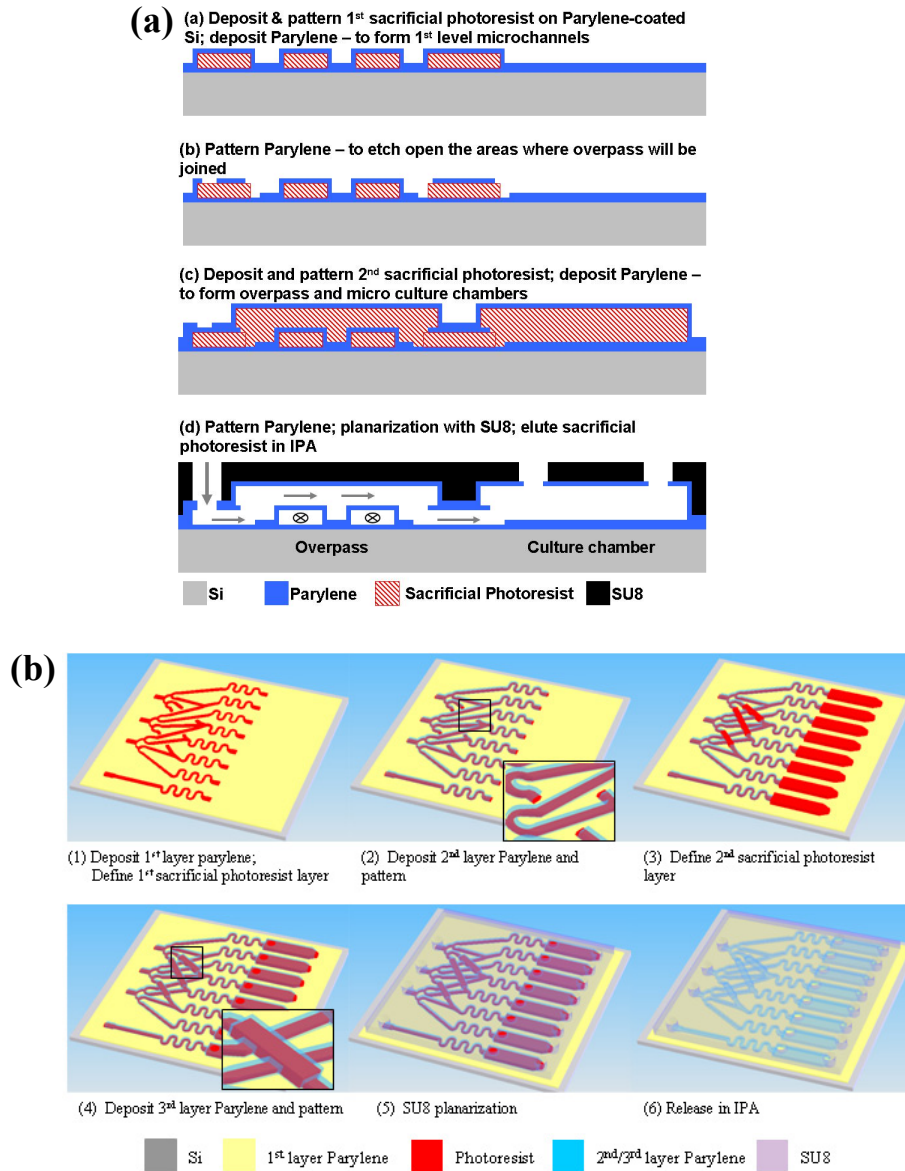 (a)
(a) Deposit & pattern 1st sacrificial photoresist on Parylene-coated
Si; deposit Parylene – to form 1st level microchannels
(b) Pattern Parylene – to etch open the areas where overpass will be
joined
(c) Deposit and pattern 2nd sacrificial photoresist; deposit Parylene –
to form overpass and micro culture chambers
(d) Pattern Parylene; planarization with SU8; elute sacrificial
photoresist in IPA
Overpass
Culture chamber
Si
Parylene
Sacrificial Photoresist
SU8
(b)
(1) Deposit 1st layer parylene;
Define 1st sacrificial photoresist layer
(2) Deposit 2nd layer Parylene and
pattern
(3) Define 2nd sacrificial photoresist
layer
(4) Deposit 3rd layer Parylene and pattern
(5) SU8 planarization
(6) Release in IPA
Si
1st layer Parylene
Photoresist
2nd/3rd layer Parylene
SU8